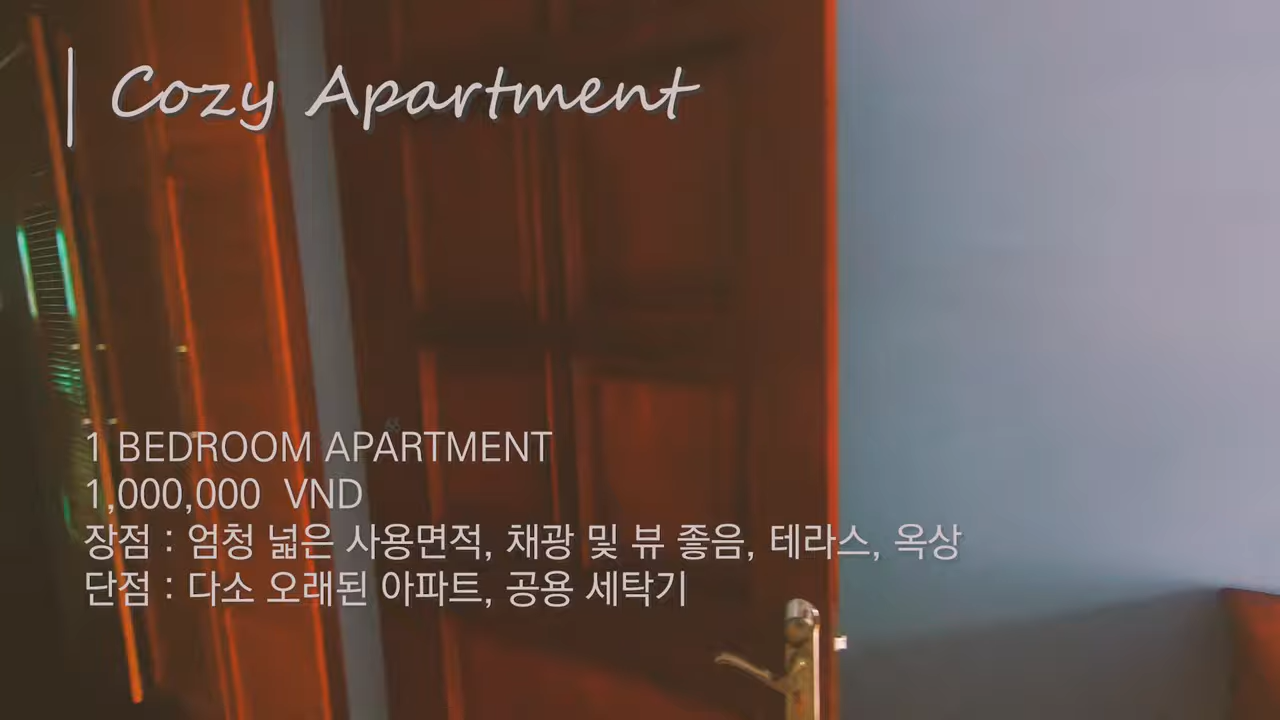 Cozy Apartment
1 BEDROOM APARTMENT
1,000,000 VND
장점 : 엄청 넓은 사용면적, 채광 및 뷰 좋음, 테라스, 옥상
단점 : 다소 오래된 아파트, 공용 세탁기